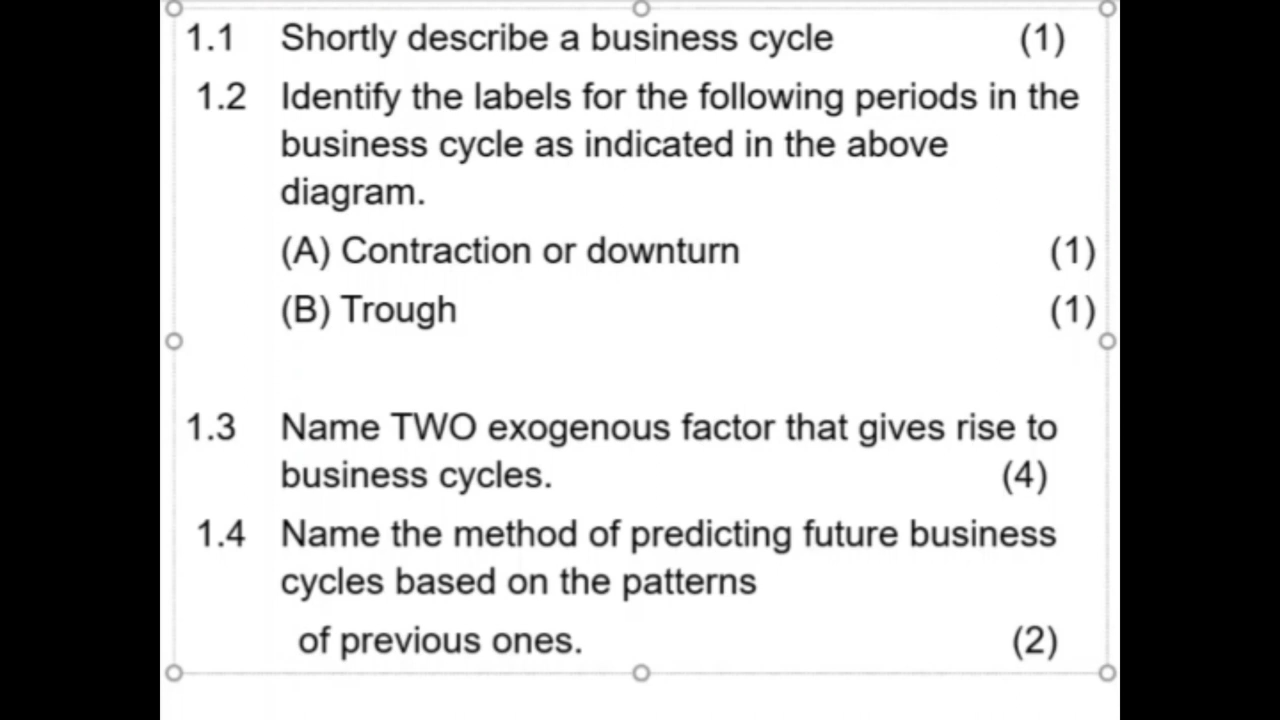 1.1 Shortly describe a business cycle (1)
1.2 Identify the labels for the following periods in the
business cycle as indicated in the above
diagram.
(A) Contraction or downturn (1)
(B) Trough (1)
1.3 Name TWO exogenous factor that gives rise to
business cycles. (4)
1.4 Name the method of predicting future business
cycles based on the patterns
of previous ones. (2)